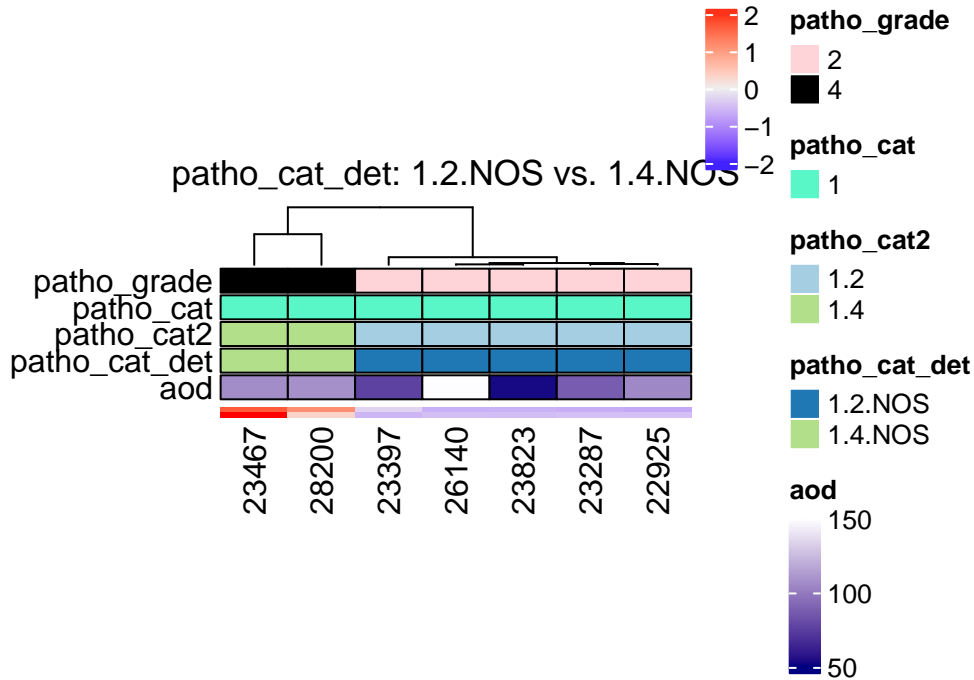 patho_cat_det: 1.2.NOS vs. 1.4.NOS
2
1
0
−1
−2
patho_grade
patho_cat
patho_cat2
patho_cat_det
aod
23467
28200
23397
26140
23823
23287
22925
patho_grade
2
4
patho_cat
1
patho_cat2
1.2
1.4
patho_cat_det
1.2.NOS
1.4.NOS
aod
150
100
50